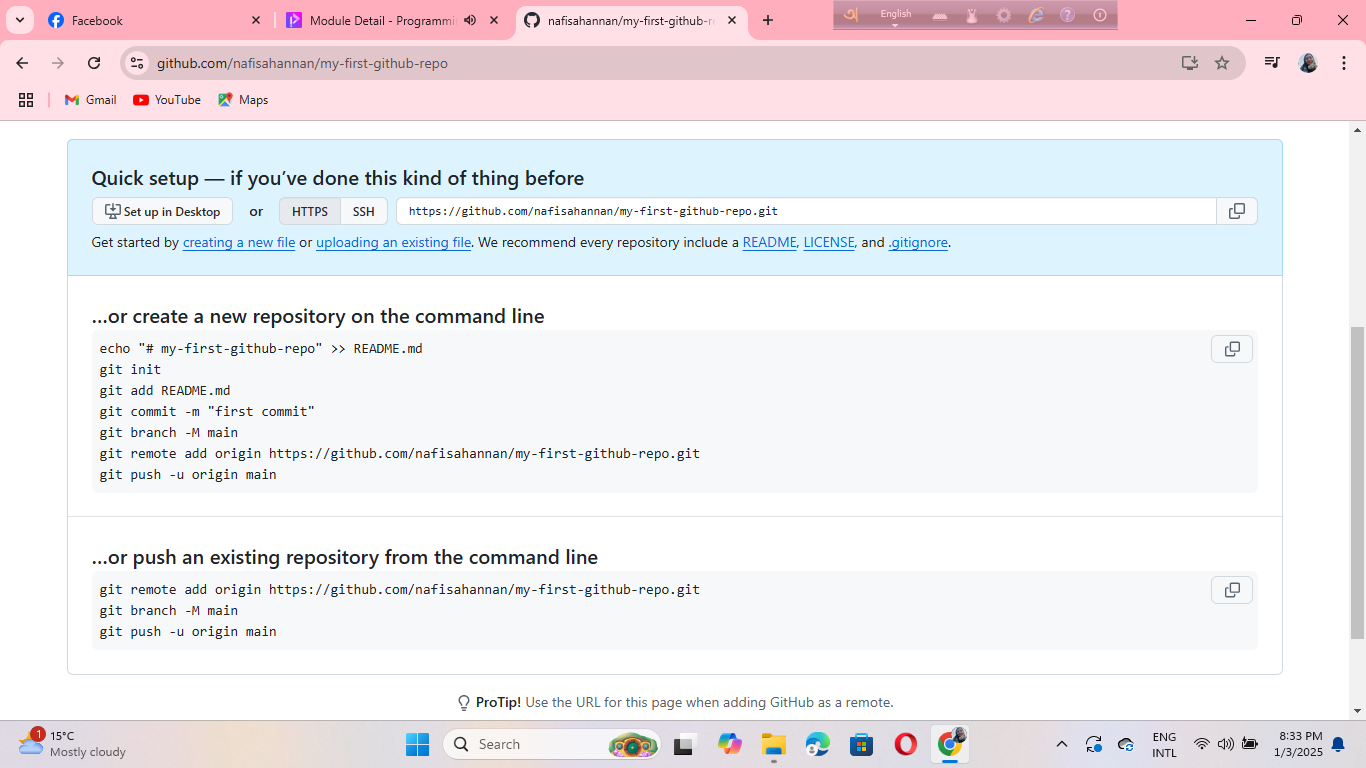 Facebook
Module Detail - Programmi
nafisahannan/my-first-github-r
English
github.com/nafisahannan/my-first-github-repo
Gmail
YouTube
Maps
Quick setup — if you’ve done this kind of thing before
Set up in Desktop
or
HTTPS
SSH
https://github.com/nafisahannan/my-first-github-repo.git
Get started by creating a new file or uploading an existing file. We recommend every repository include a README, LICENSE, and .gitignore.
...or create a new repository on the command line
echo "# my-first-github-repo" >> README.md
git init
git add README.md
git commit -m "first commit"
git branch -M main
git remote add origin https://github.com/nafisahannan/my-first-github-repo.git
git push -u origin main
...or push an existing repository from the command line
git remote add origin https://github.com/nafisahannan/my-first-github-repo.git
git branch -M main
git push -u origin main
ProTip! Use the URL for this page when adding GitHub as a remote.
1
15°C
Mostly cloudy
Search
ENG
INTL
8:33 PM
1/3/2025